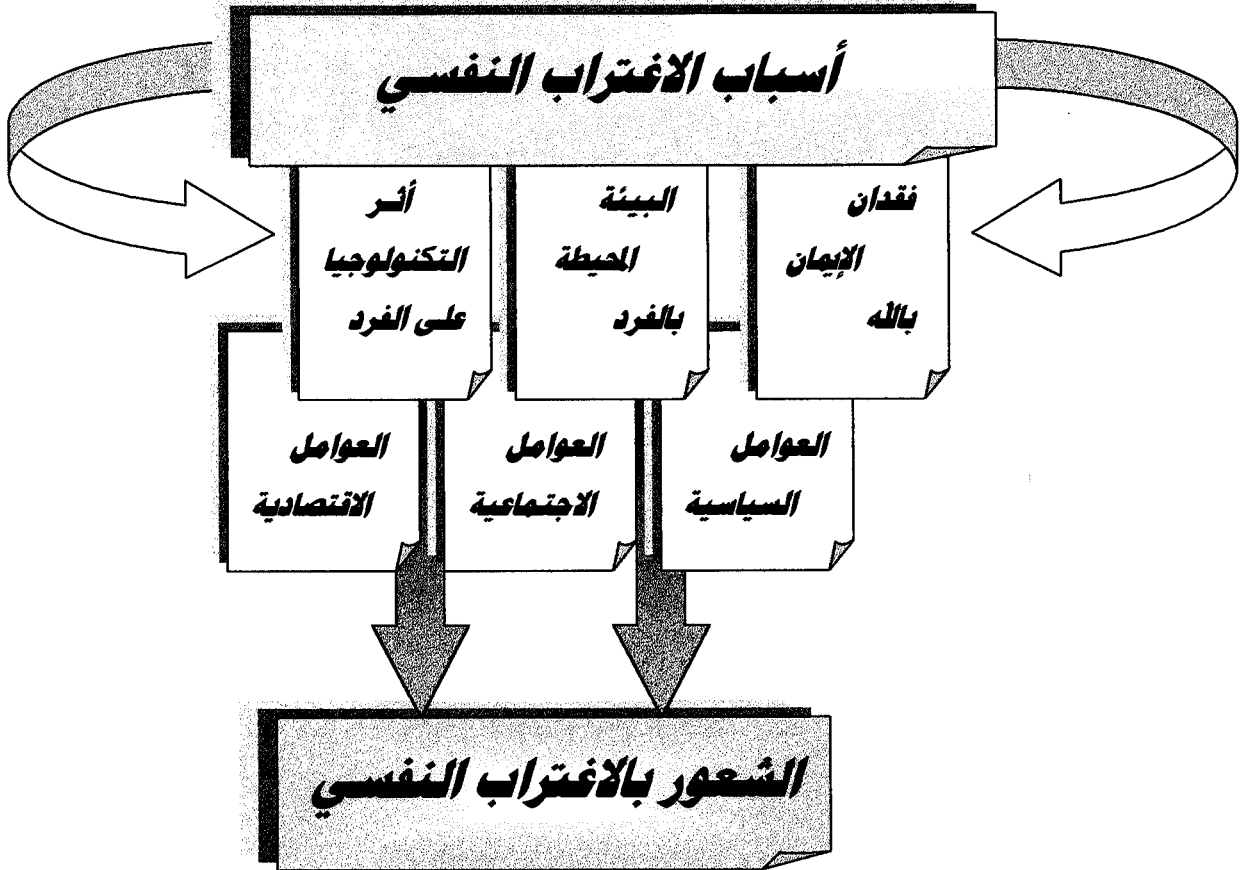 أسباب الاغتراب النفسي
فقدان
الإيمان
بالله
البيئة
المحيطة
بالفرد
أثر
التكنولوجيا
على الفرد
العوامل
السياسية
العوامل
الاجتماعية
العوامل
الاقتصادية
الشعور بالاغتراب النفسي